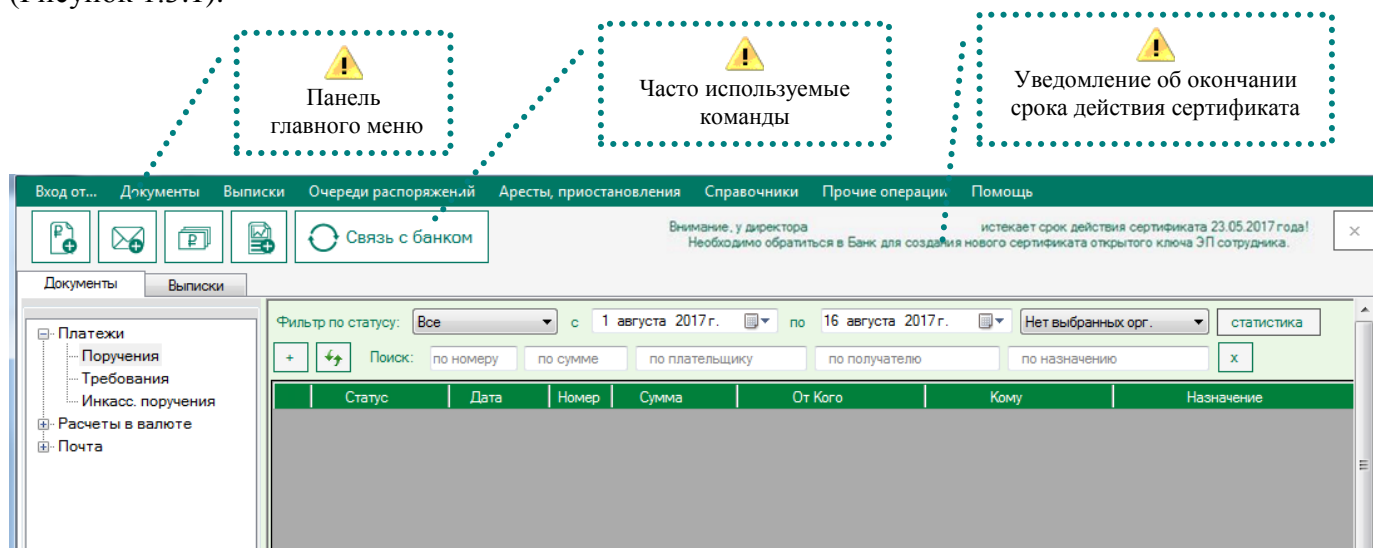 (Рисунок 1.3.1).
Панель
главного меню
Часто используемые
команды
Уведомление об окончании
срока действия сертификата
Вход от... Документы Выписки Очереди распоряжений Аресты, приостановления Справочники Прочие операции Помощь
Связь с банком
Внимание, у директора истекает срок действия сертификата 23.05.2017 года!
Необходимо обратиться в Банк для создания нового сертификата открытого ключа ЭП сотрудника.
Документы Выписки
Фильтр по статусу: Все с 1 августа 2017 г. по 16 августа 2017 г. Нет выбранных орг. статистика
Платежи
Поручения
Требования
Инкасс. поручения
Расчеты в валюте
Почта
+ Поиск: по номеру по сумме по плательщику по получателю по назначению x
Статус Дата Номер Сумма От Кого Кому Назначение